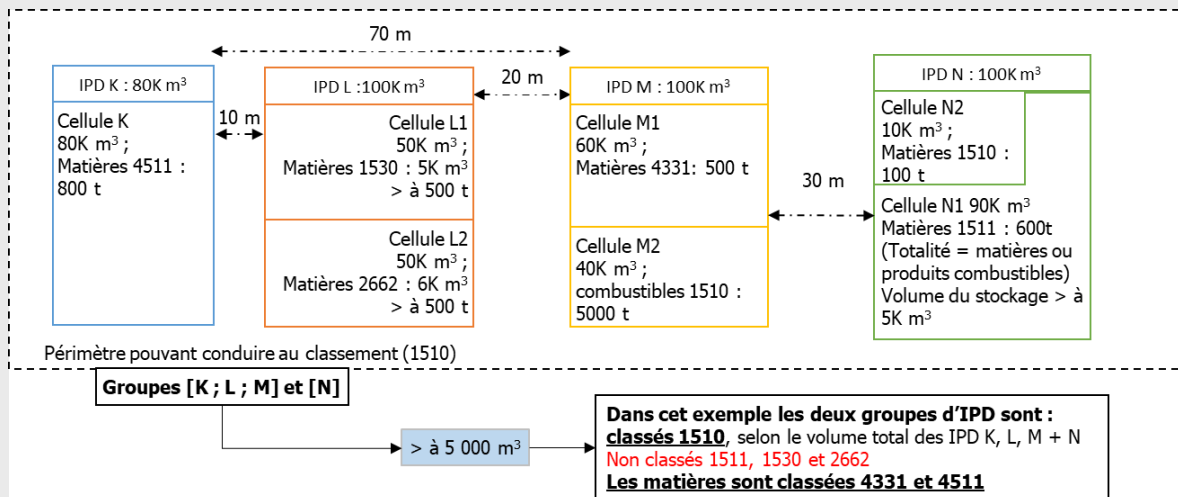 70 m
20 m
IPD K : 80K m³
IPD L :100K m³
IPD M : 100K m³
IPD N : 100K m³
Cellule K
80K m³ ;
Matières 4511 :
800 t
10 m
Cellule L1
50K m³ ;
Matières 1530 : 5K m³
> à 500 t
Cellule L2
50K m³ ;
Matières 2662 : 6K m³
> à 500 t
Cellule M1
60K m³ ;
Matières 4331: 500 t
Cellule M2
40K m³ ;
combustibles 1510 :
5000 t
30 m
Cellule N2
10K m³ ;
Matières 1510 :
100 t
Cellule N1 90K m³
Matières 1511 : 600t
(Totalité = matières ou
produits combustibles)
Volume du stockage > à
5K m³
Périmètre pouvant conduire au classement (1510)
Groupes [K ; L ; M] et [N]
> à 5 000 m³
Dans cet exemple les deux groupes d'IPD sont :
classés 1510, selon le volume total des IPD K, L, M + N
Non classés 1511, 1530 et 2662
Les matières sont classées 4331 et 4511